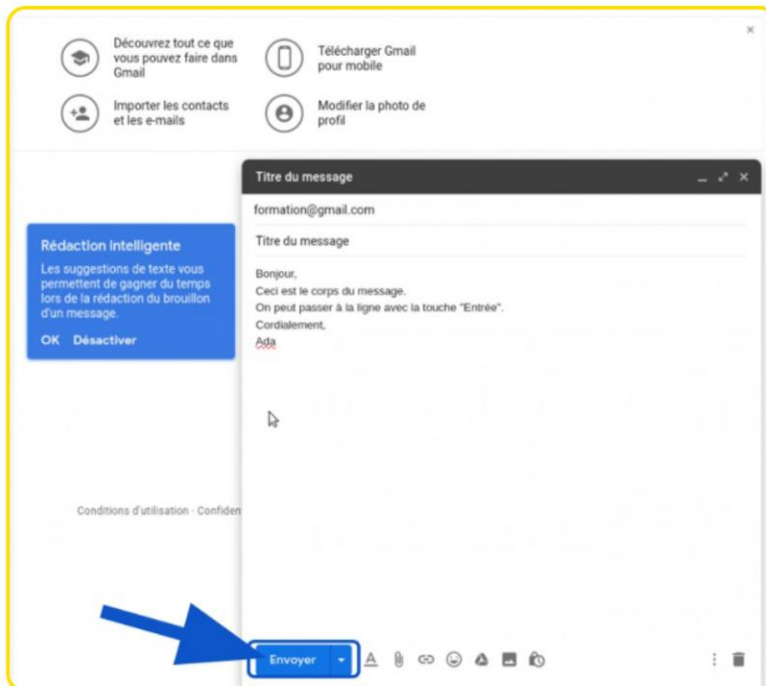 Découvrez tout ce que
vous pouvez faire dans
Gmail
Télécharger Gmail
pour mobile
Importer les contacts
et les e-mails
Modifier la photo de
profil
Titre du message
formation@gmail.com
Titre du message
Rédaction intelligente
Les suggestions de texte vous
permettent de gagner du temps
lors de la rédaction du brouillon
d'un message.
OK Désactiver
Bonjour,
Ceci est le corps du message.
On peut passer à la ligne avec la touche "Entrée".
Cordialement,
Ada
Conditions d'utilisation · Confiden
Envoyer